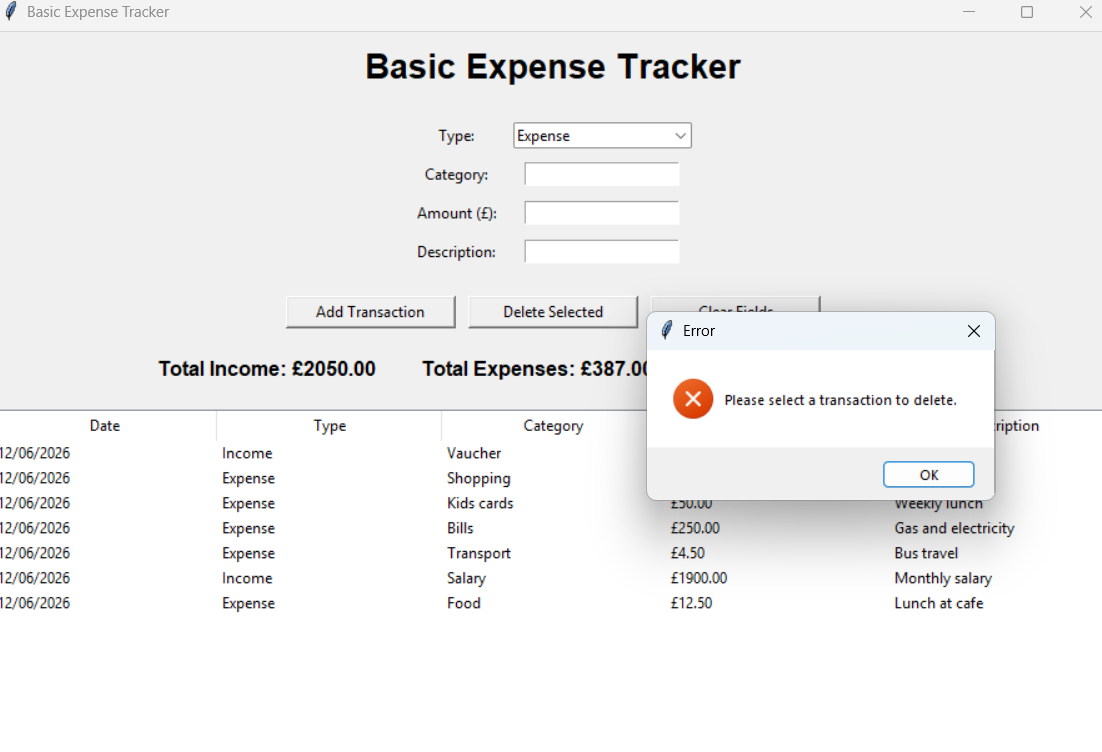 Basic Expense Tracker
Basic Expense Tracker
Type: Expense
Category:
Amount (£):
Description:
Add Transaction Delete Selected Clear Fields
Total Income: £2050.00 Total Expenses: £387.00
Error
Please select a transaction to delete.
OK
Date Type Category
12/06/2026 Income Vaucher
12/06/2026 Expense Shopping
12/06/2026 Expense Kids cards £50.00 Weekly lunch
12/06/2026 Expense Bills £250.00 Gas and electricity
12/06/2026 Expense Transport £4.50 Bus travel
12/06/2026 Income Salary £1900.00 Monthly salary
12/06/2026 Expense Food £12.50 Lunch at cafe